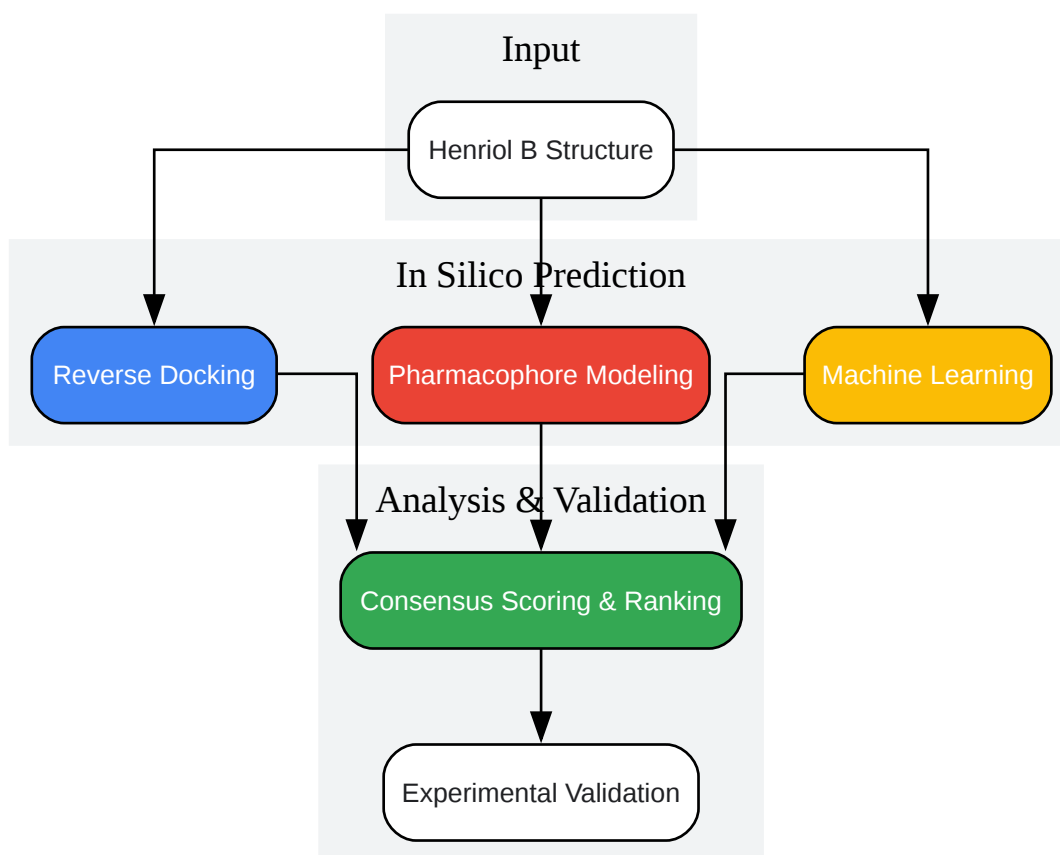 Input
Henriol B Structure
In Silico Prediction
Reverse Docking
Pharmacophore Modeling
Machine Learning
Analysis & Validation
Consensus Scoring & Ranking
Experimental Validation